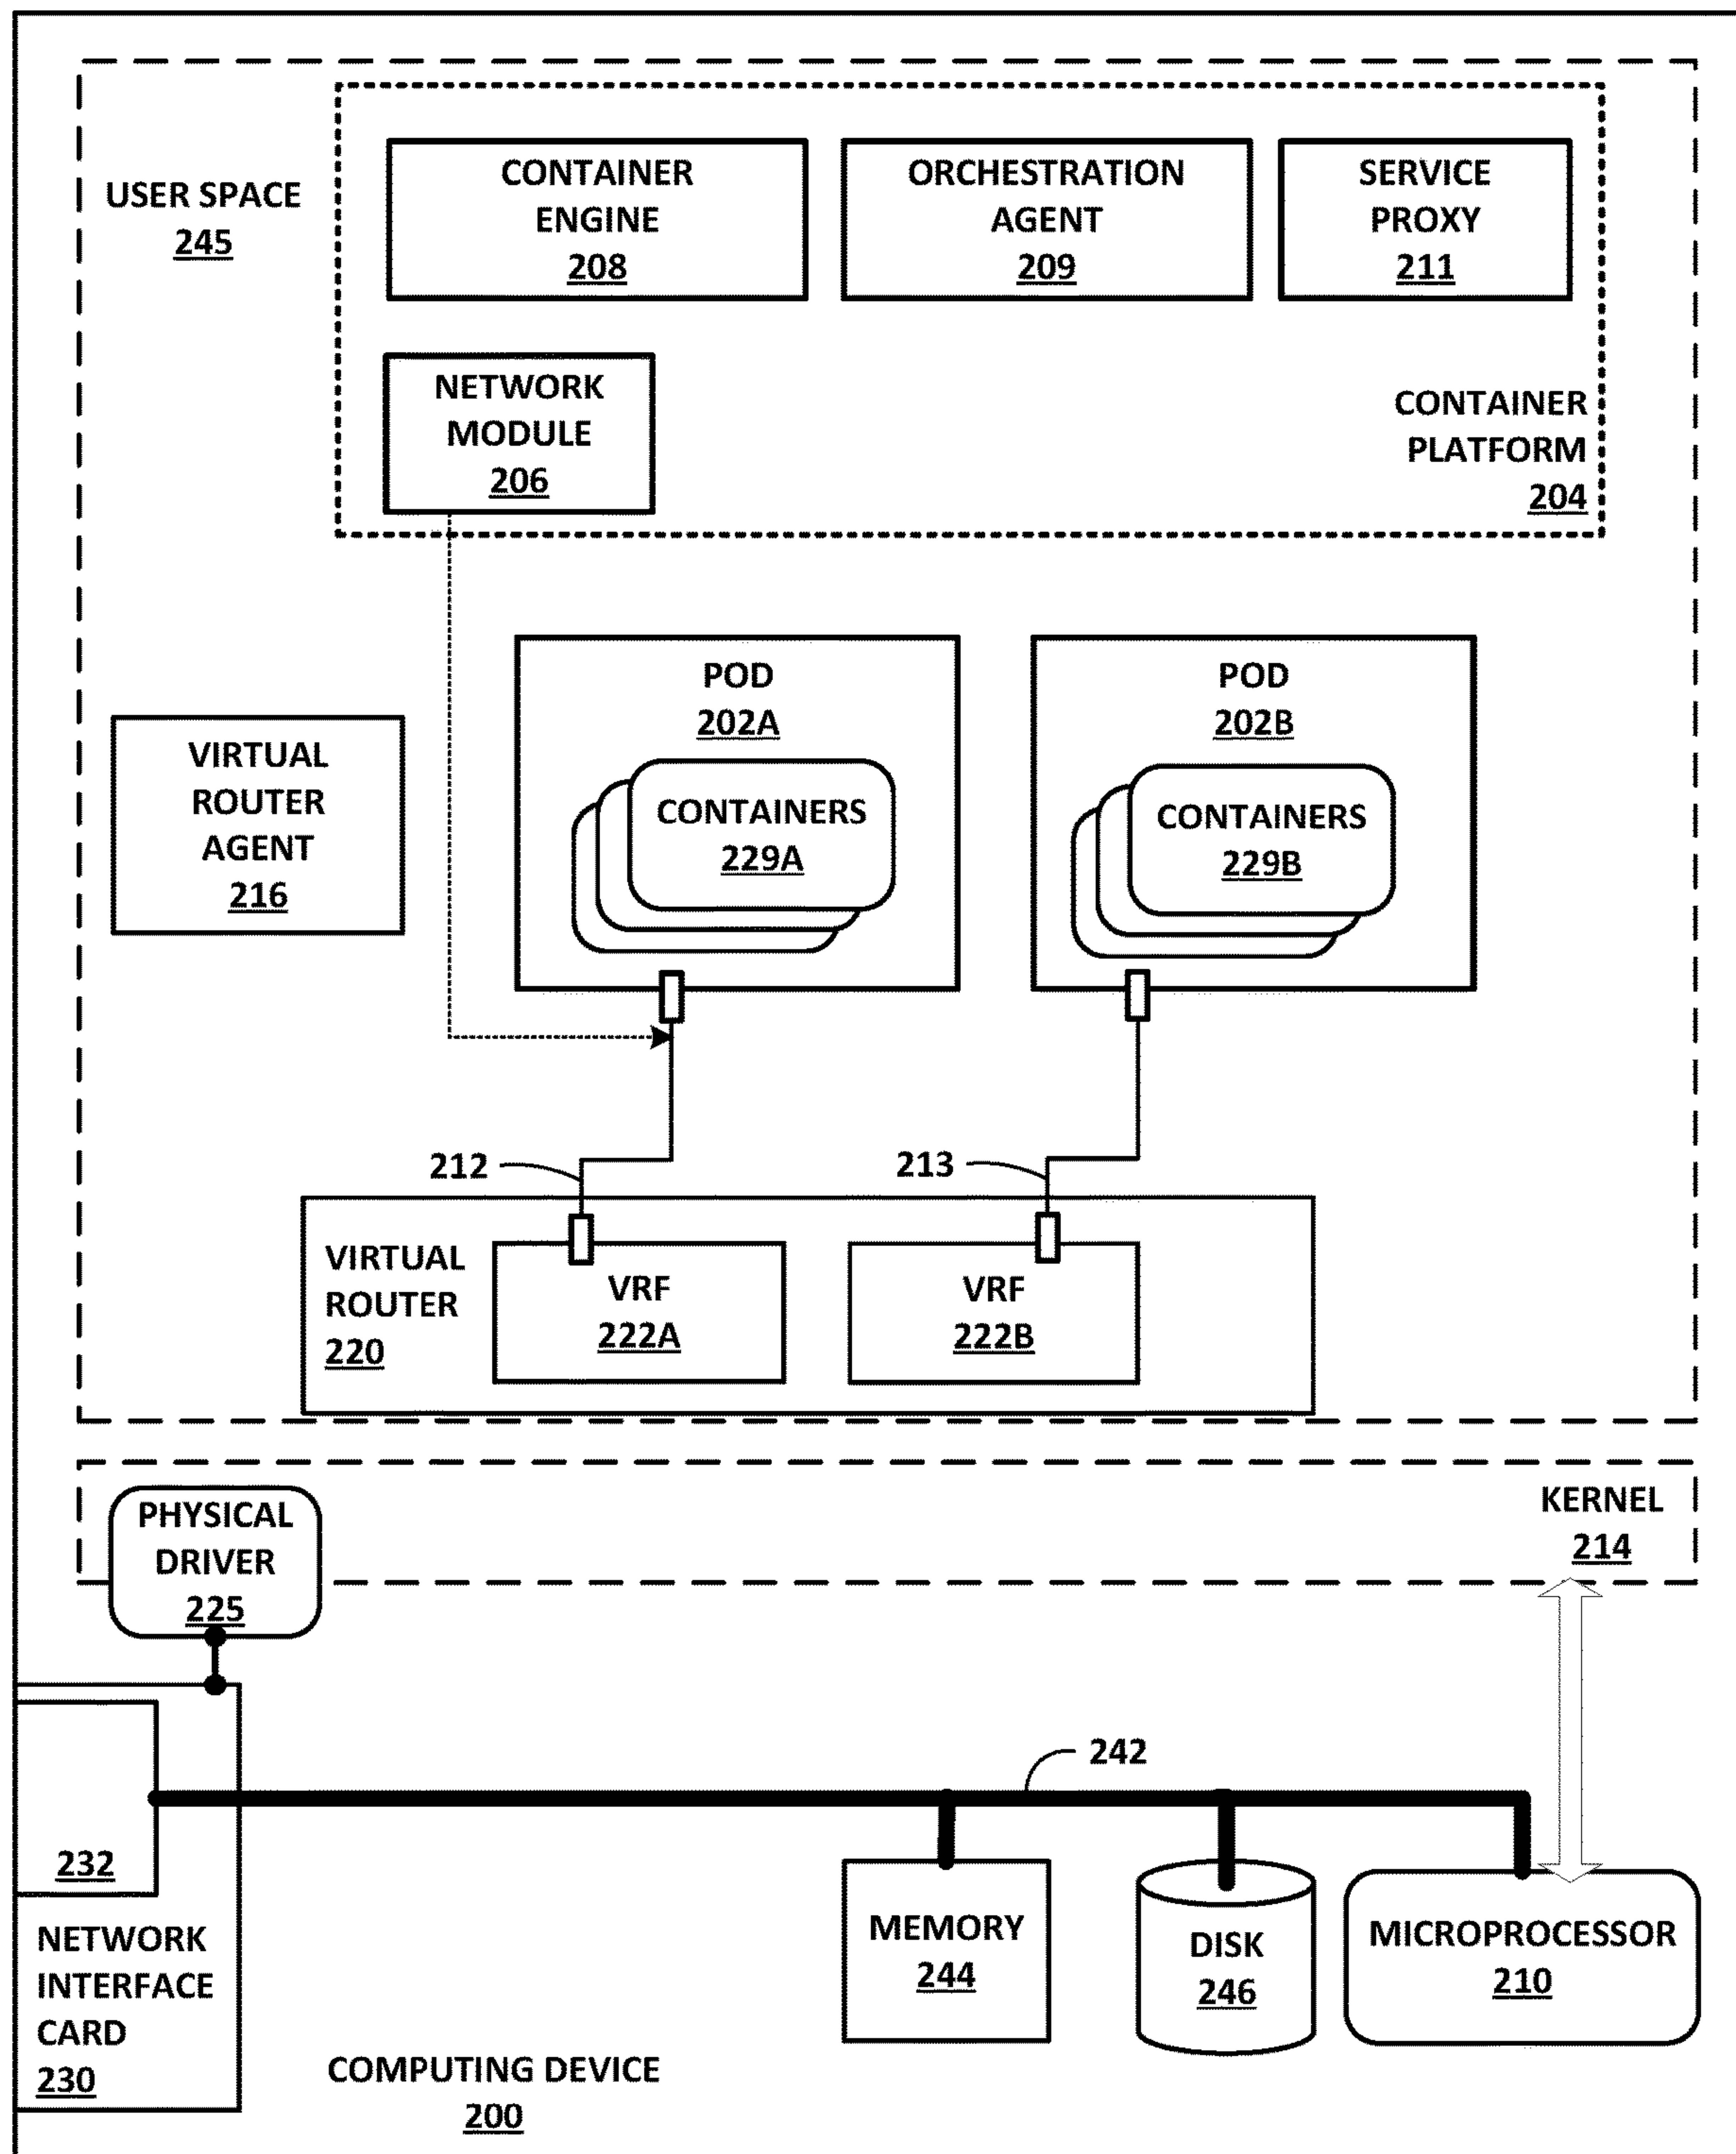 USER SPACE
245
CONTAINER
ENGINE
208
ORCHESTRATION
AGENT
209
SERVICE
PROXY
211
NETWORK
MODULE
206
CONTAINER
PLATFORM
204
POD
202A
CONTAINERS
229A
POD
202B
CONTAINERS
229B
VIRTUAL
ROUTER
AGENT
216
212
213
VIRTUAL
ROUTER
220
VRF
222A
VRF
222B
PHYSICAL
DRIVER
225
KERNEL
214
242
232
NETWORK
INTERFACE
CARD
230
MEMORY
244
DISK
246
MICROPROCESSOR
210
COMPUTING DEVICE
200